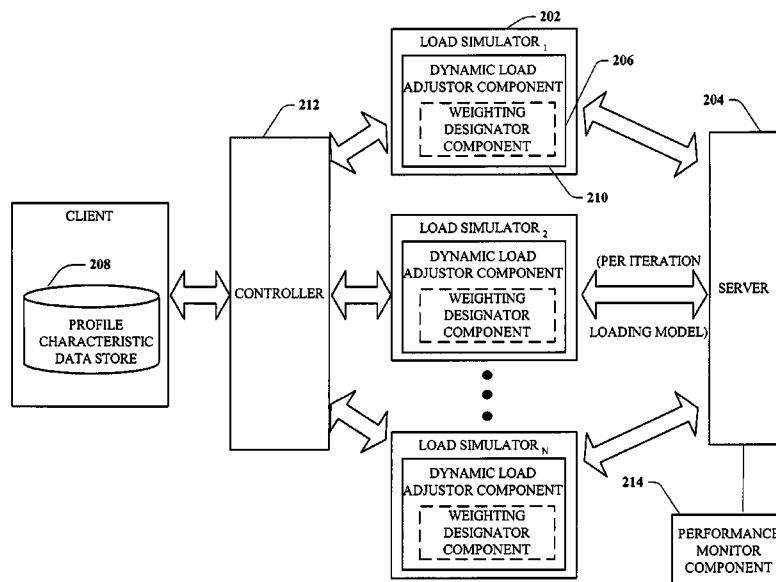 202
LOAD SIMULATOR 1
DYNAMIC LOAD
ADJUSTOR COMPONENT
WEIGHTING
DESIGNATOR
COMPONENT
206
210
212
204
CLIENT
208
PROFILE
CHARACTERISTIC
DATA STORE
CONTROLLER
LOAD SIMULATOR 2
DYNAMIC LOAD
ADJUSTOR COMPONENT
WEIGHTING
DESIGNATOR
COMPONENT
(PER ITERATION
LOADING MODEL)
SERVER
LOAD SIMULATOR N
DYNAMIC LOAD
ADJUSTOR COMPONENT
WEIGHTING
DESIGNATOR
COMPONENT
214
PERFORMANCE
MONITOR
COMPONENT